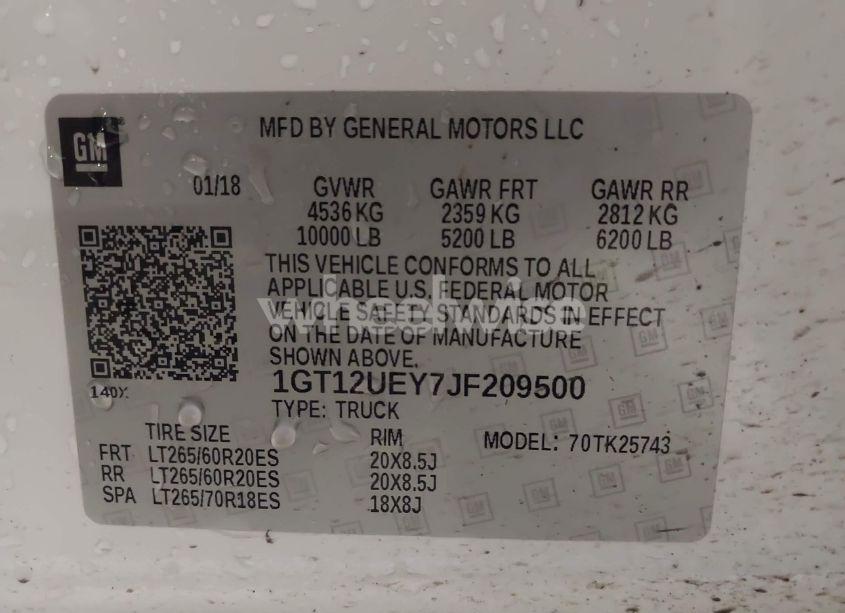 GM
MFD BY GENERAL MOTORS LLC
01/18 GVWR GAWR FRT GAWR RR
4536 KG 2359 KG 2812 KG
10000 LB 5200 LB 6200 LB
THIS VEHICLE CONFORMS TO ALL
APPLICABLE U.S. FEDERAL MOTOR
VEHICLE SAFETY STANDARDS IN EFFECT
ON THE DATE OF MANUFACTURE
SHOWN ABOVE.
wheelwise
140X
1GT12UEY7JF209500
TYPE: TRUCK
TIRE SIZE RIM MODEL: 70TK25743
FRT LT265/60R20ES 20X8.5J
RR LT265/60R20ES 20X8.5J
SPA LT265/70R18ES 18X8J